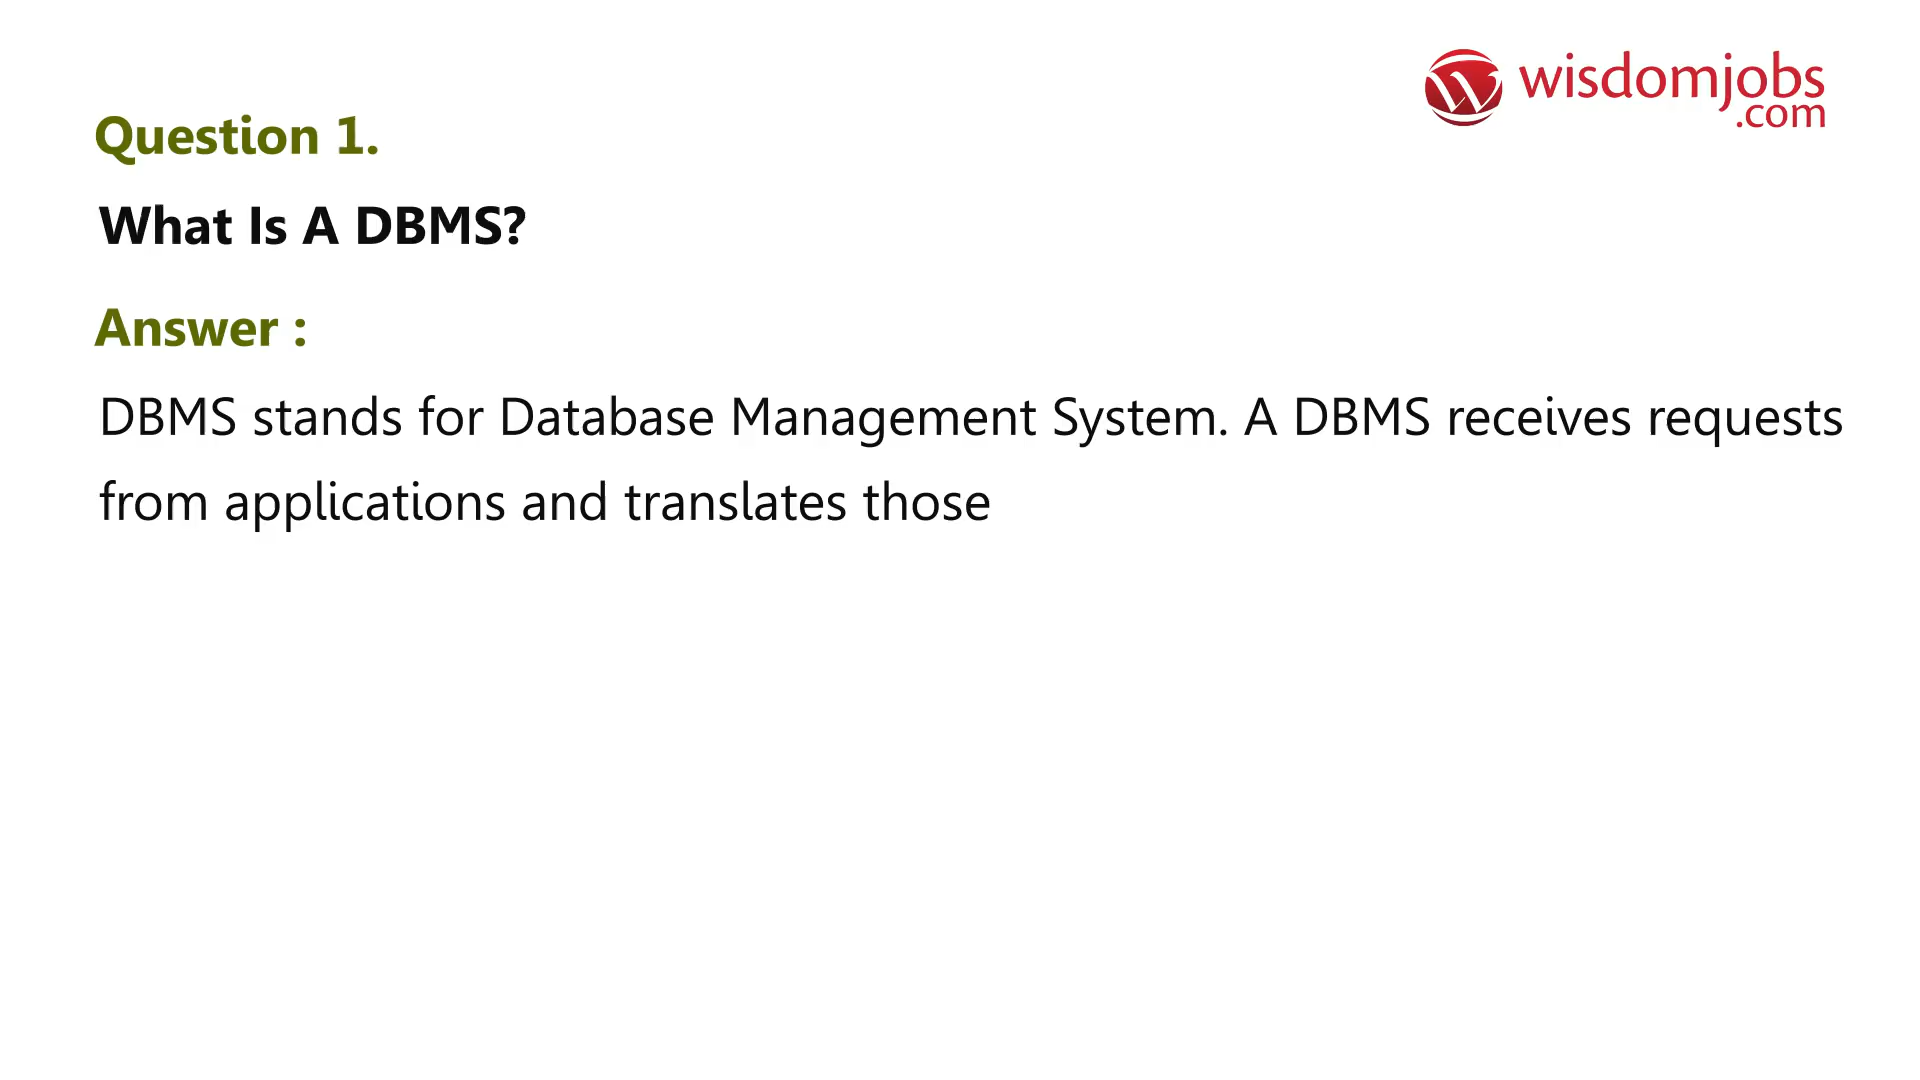 wisdomjobs
.com
Question 1.
What Is A DBMS?
Answer :
DBMS stands for Database Management System. A DBMS receives requests
from applications and translates those